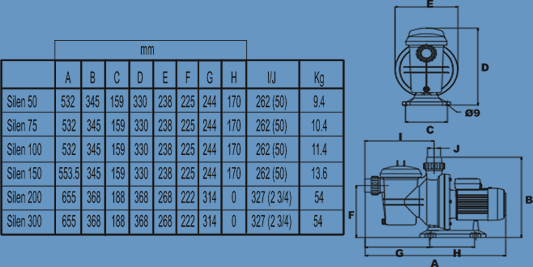 mm
A B C D E F G H I/J Kg
Silen 50 532 345 159 330 238 225 244 170 262 (50) 9.4
Silen 75 532 345 159 330 238 225 244 170 262 (50) 10.4
Silen 100 532 345 159 330 238 225 244 170 262 (50) 11.4
Silen 150 553.5 345 159 330 238 225 244 170 262 (50) 13.6
Silen 200 655 368 188 368 268 222 314 0 327 (2 3/4) 54
Silen 300 655 368 188 368 268 222 314 0 327 (2 3/4) 54
E
D
Ø9
C
I
J
F
B
G H
A